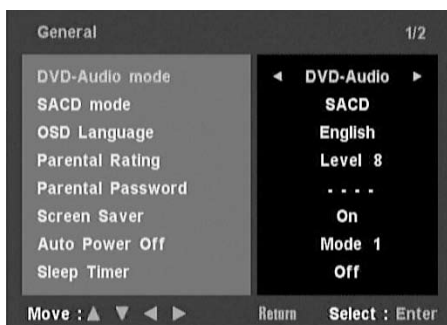 General 1/2
DVD-Audio mode ◄ DVD-Audio ►
SACD mode SACD
OSD Language English
Parental Rating Level 8
Parental Password - - - -
Screen Saver On
Auto Power Off Mode 1
Sleep Timer Off
Move : ▲ ▼ ◄ ► Return Select : Enter